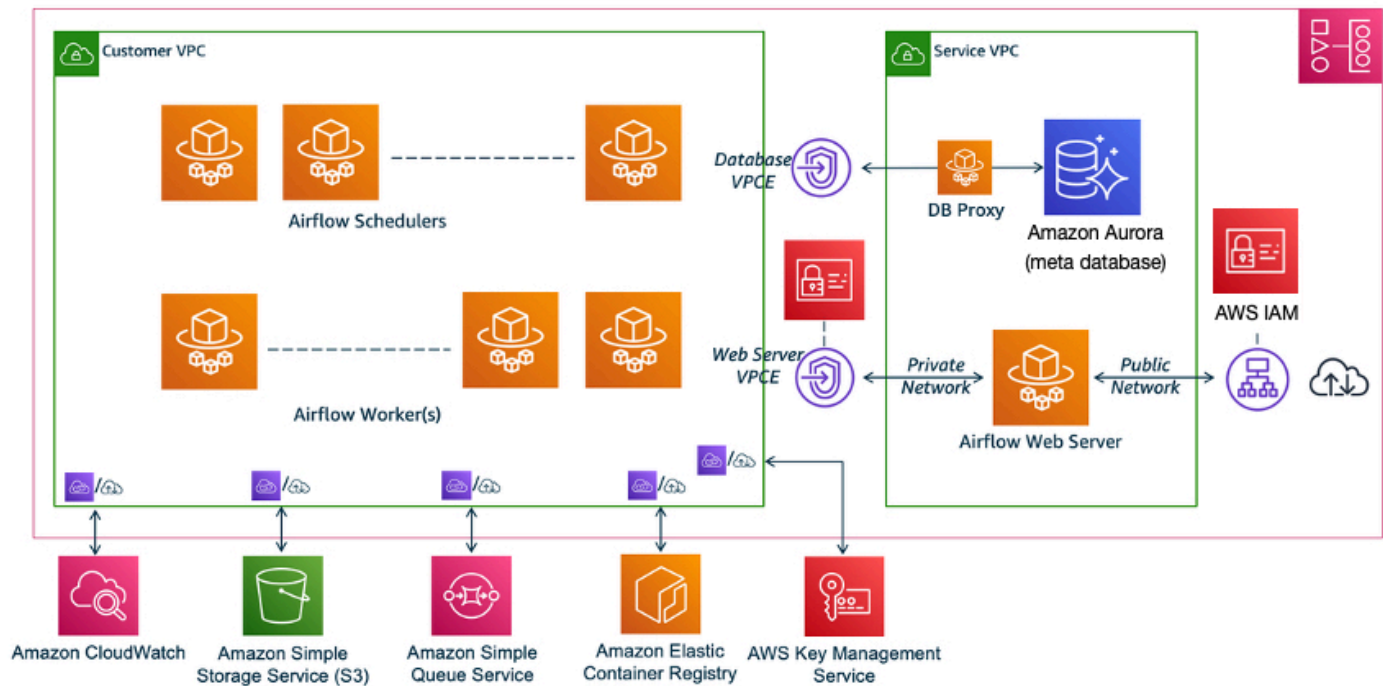 Customer VPC
Service VPC
Database
VPCE
DB Proxy
Airflow Schedulers
Amazon Aurora
(meta database)
AWS IAM
Web Server
VPCE
Private
Network
Public
Network
Airflow Worker(s)
Airflow Web Server
/
/
/
/
/
Amazon CloudWatch
Amazon Simple
Storage Service (S3)
Amazon Simple
Queue Service
Amazon Elastic
Container Registry
AWS Key Management
Service